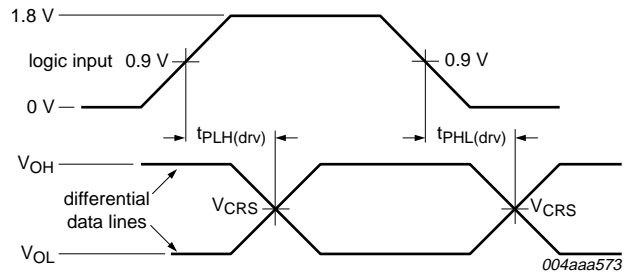 1.8 V
logic input 0.9 V
0.9 V
0 V
tPLH(drv)
tPHL(drv)
VOH
differential
data lines
VCRS
VCRS
VOL
004aaa573